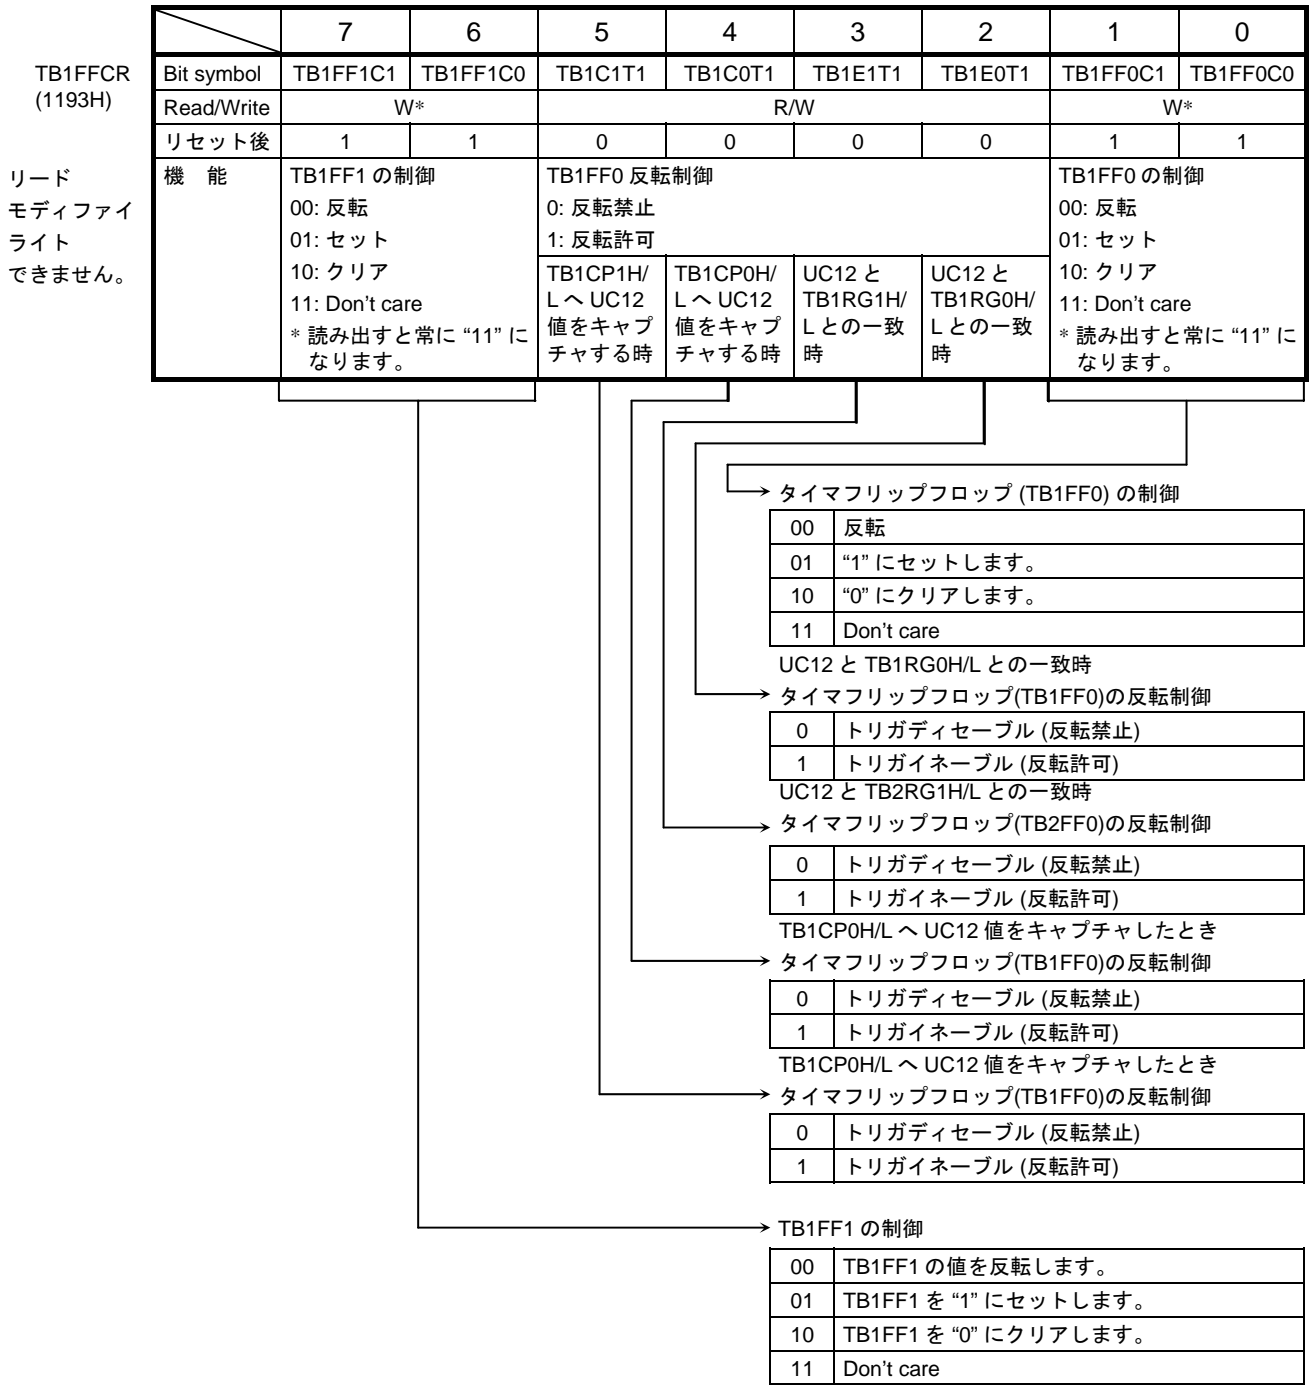 7 6 5 4 3 2 1 0
TB1FFCR
(1193H)
Bit symbol TB1FF1C1 TB1FF1C0 TB1C1T1 TB1C0T1 TB1E1T1 TB1E0T1 TB1FF0C1 TB1FF0C0
Read/Write W* R/W W*
リセット後 1 1 0 0 0 0 1 1
リード
モディファイ
ライト
できません。
機 能
TB1FF1 の制御
00: 反転
01: セット
10: クリア
11: Don't care
* 読み出すと常に “11” に
なります。
TB1FF0 反転制御
0: 反転禁止
1: 反転許可
TB1CP1H/
L へ UC12
値をキャプ
チャする時
TB1CP0H/
L へ UC12
値をキャプ
チャする時
UC12 と
TB1RG1H/
L との一致
時
UC12 と
TB1RG0H/
L との一致
時
TB1FF0 の制御
00: 反転
01: セット
10: クリア
11: Don't care
* 読み出すと常に “11” に
なります。
タイマフリップフロップ (TB1FF0) の制御
00 反転
01 “1” にセットします。
10 “0” にクリアします。
11 Don't care
UC12 と TB1RG0H/L との一致時
タイマフリップフロップ(TB1FF0)の反転制御
0 トリガディセーブル (反転禁止)
1 トリガイネーブル (反転許可)
UC12 と TB2RG1H/L との一致時
タイマフリップフロップ(TB2FF0)の反転制御
0 トリガディセーブル (反転禁止)
1 トリガイネーブル (反転許可)
TB1CP0H/L へ UC12 値をキャプチャしたとき
タイマフリップフロップ(TB1FF0)の反転制御
0 トリガディセーブル (反転禁止)
1 トリガイネーブル (反転許可)
TB1CP0H/L へ UC12 値をキャプチャしたとき
タイマフリップフロップ(TB1FF0)の反転制御
0 トリガディセーブル (反転禁止)
1 トリガイネーブル (反転許可)
TB1FF1 の制御
00 TB1FF1 の値を反転します。
01 TB1FF1 を “1” にセットします。
10 TB1FF1 を “0” にクリアします。
11 Don't care